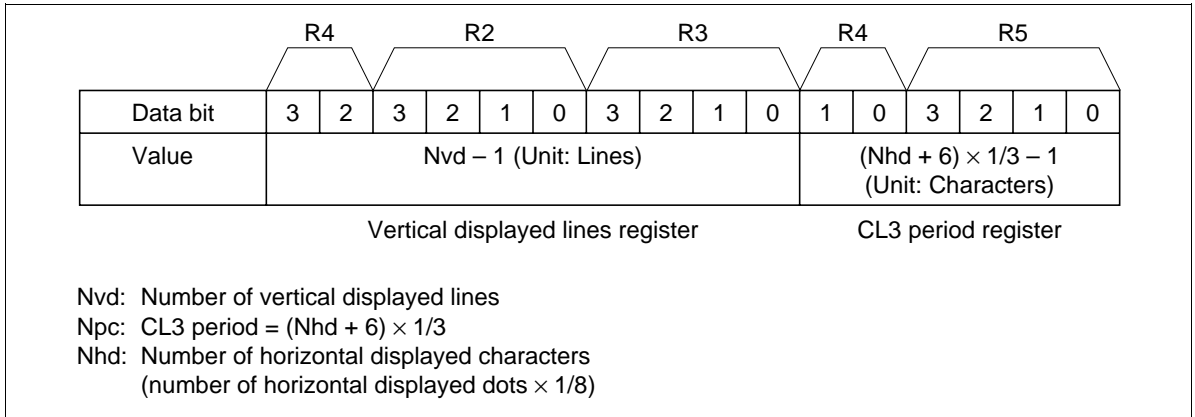 R4 R2 R3 R4 R5
Data bit 3 2 3 2 1 0 3 2 1 0 1 0 3 2 1 0
Value Nvd – 1 (Unit: Lines) (Nhd + 6) × 1/3 – 1
(Unit: Characters)
Vertical displayed lines register CL3 period register
Nvd: Number of vertical displayed lines
Npc: CL3 period = (Nhd + 6) × 1/3
Nhd: Number of horizontal displayed characters
(number of horizontal displayed dots × 1/8)